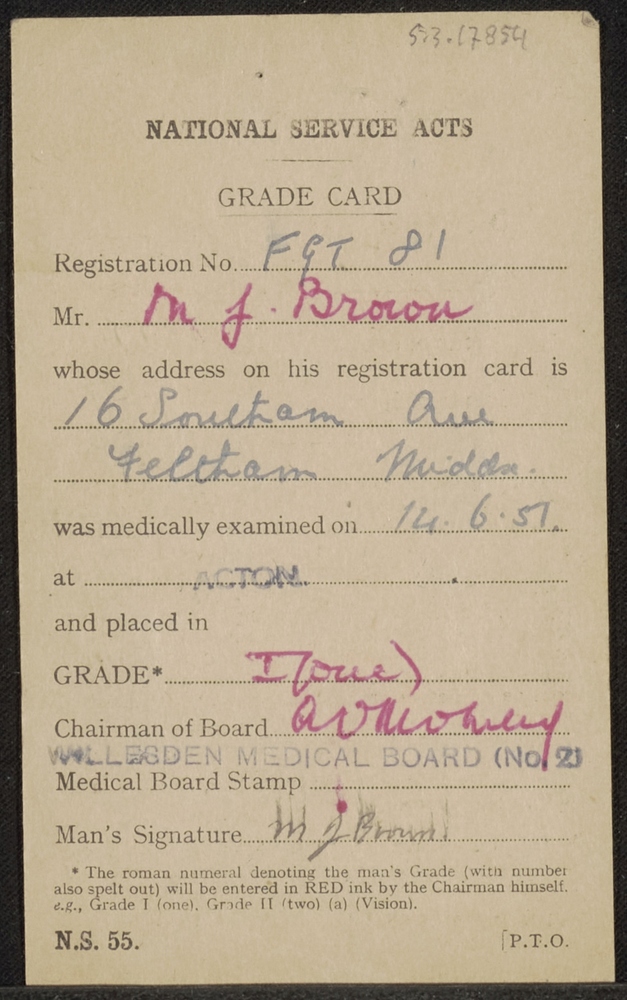 53.17854
NATIONAL SERVICE ACTS
GRADE CARD
Registration No. FGT 81
Mr. M J. Brown
whose address on his registration card is
16 Southam Ave
Feltham Middx.
was medically examined on 14.6.51.
at ACTON.
and placed in
GRADE* I (one)
Chairman of Board
WILLESDEN MEDICAL BOARD (No 2)
Medical Board Stamp
Man's Signature M J Brown
* The roman numeral denoting the man's Grade (with number
also spelt out) will be entered in RED ink by the Chairman himself.
e.g., Grade I (one), Grade II (two) (a) (Vision).
N.S. 55. [P.T.O.